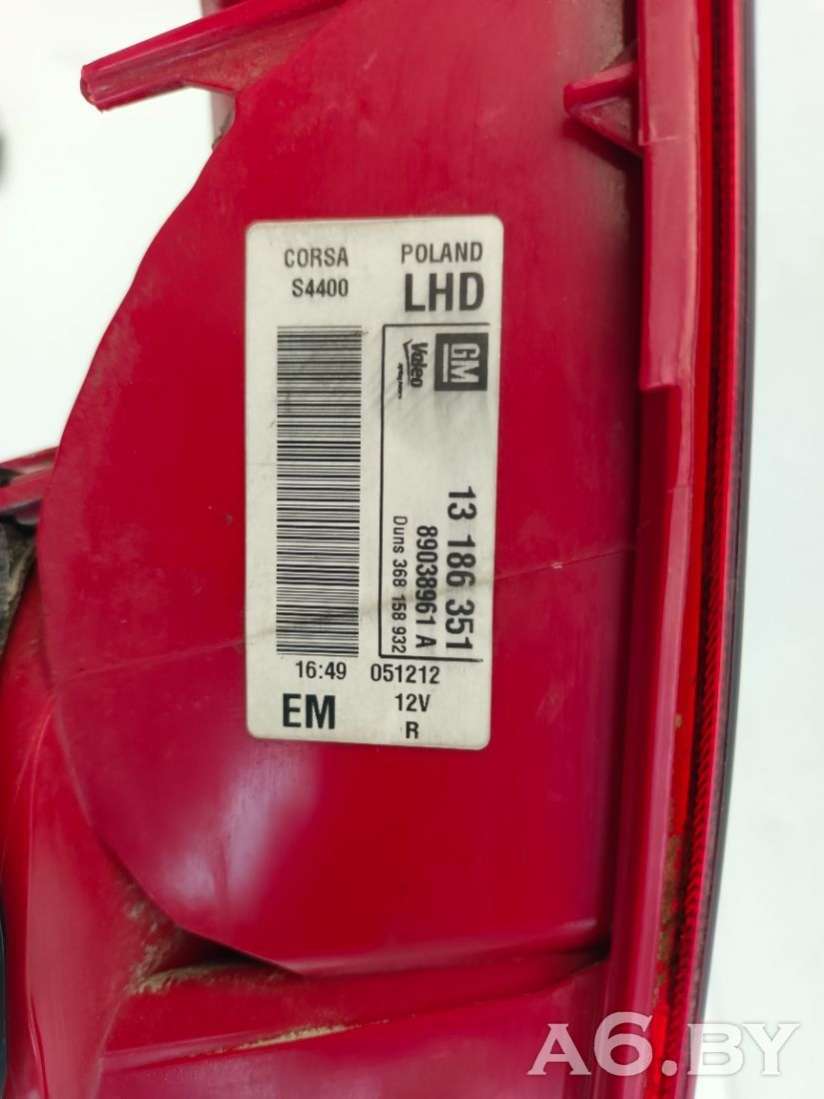 CORSA POLAND
S4400 LHD
GM
Valeo
13 186 351
89038961 A
Duns 368 158 932
16:49 051212
EM 12V
R
A6.BY